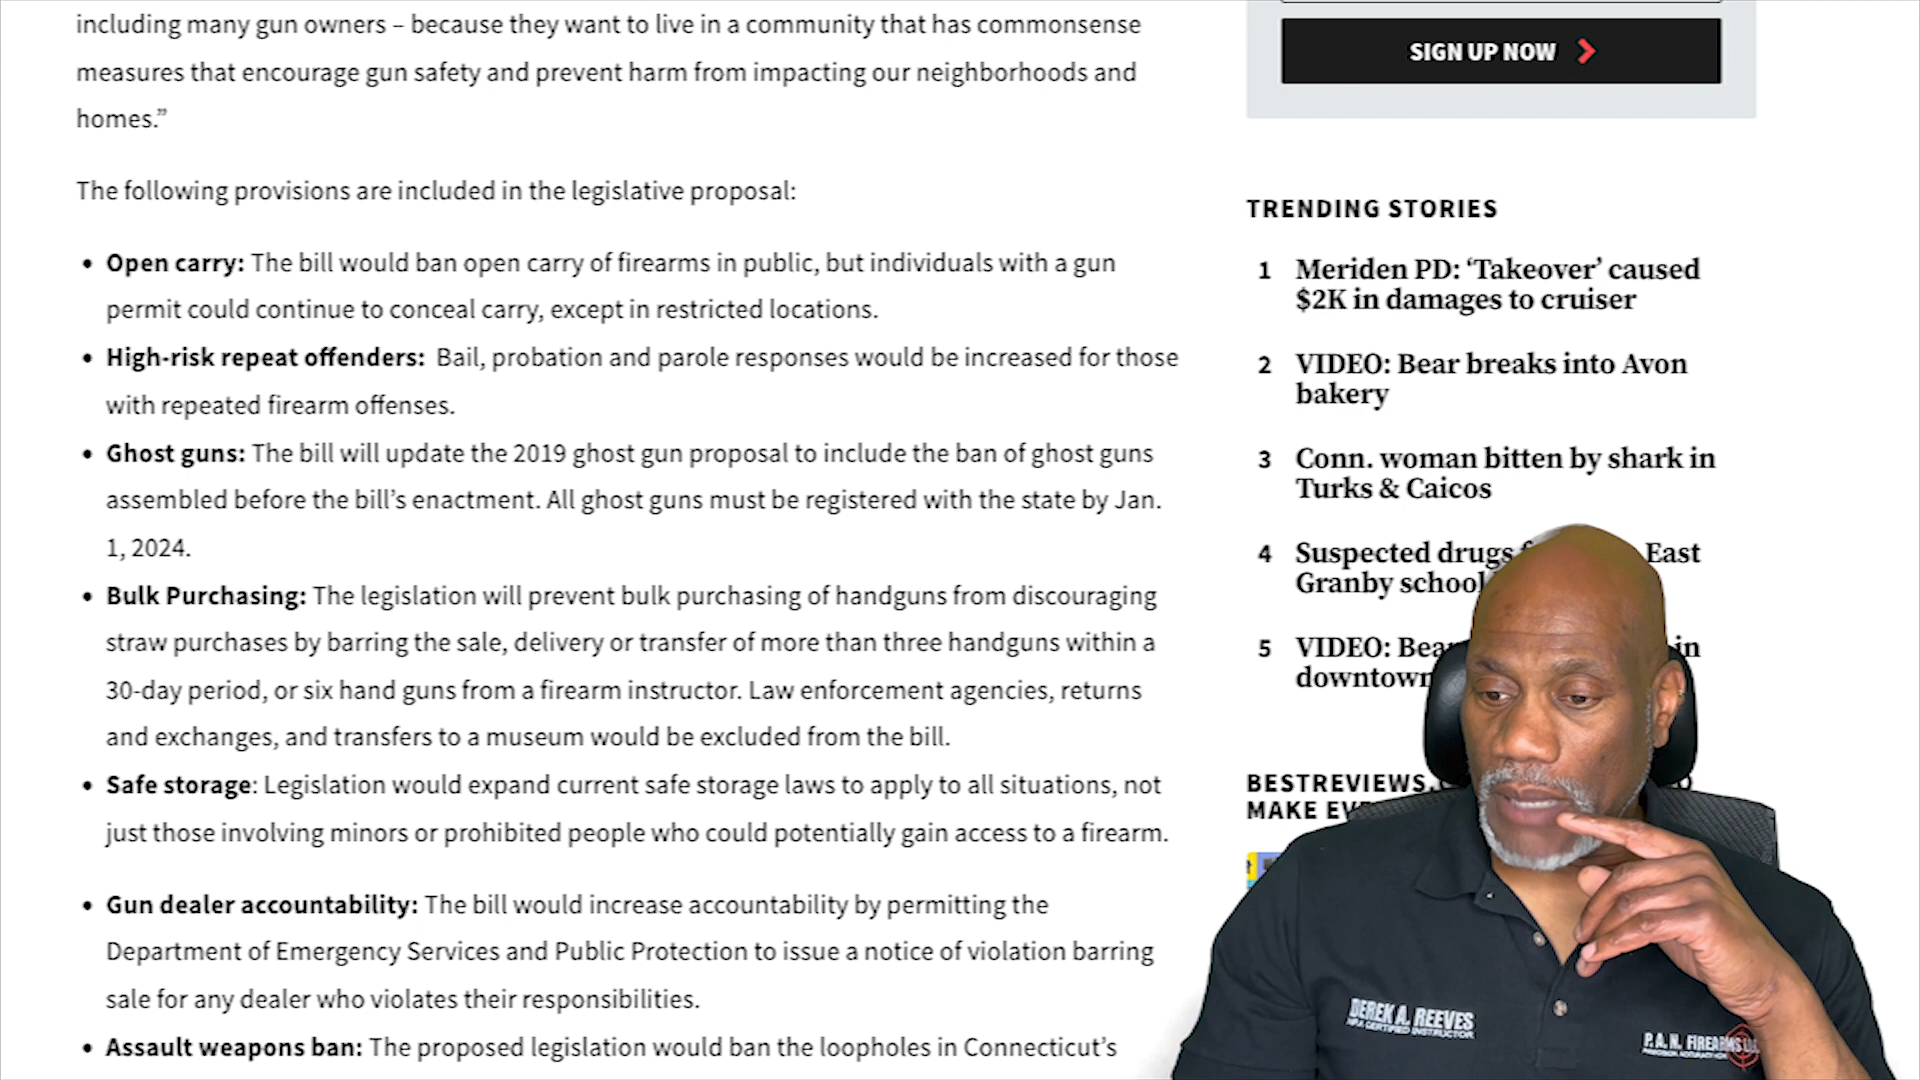 including many gun owners – because they want to live in a community that has commonsense
measures that encourage gun safety and prevent harm from impacting our neighborhoods and
homes.”
The following provisions are included in the legislative proposal:
• Open carry: The bill would ban open carry of firearms in public, but individuals with a gun
permit could continue to conceal carry, except in restricted locations.
• High-risk repeat offenders: Bail, probation and parole responses would be increased for those
with repeated firearm offenses.
• Ghost guns: The bill will update the 2019 ghost gun proposal to include the ban of ghost guns
assembled before the bill’s enactment. All ghost guns must be registered with the state by Jan.
1, 2024.
• Bulk Purchasing: The legislation will prevent bulk purchasing of handguns from discouraging
straw purchases by barring the sale, delivery or transfer of more than three handguns within a
30-day period, or six hand guns from a firearm instructor. Law enforcement agencies, returns
and exchanges, and transfers to a museum would be excluded from the bill.
• Safe storage: Legislation would expand current safe storage laws to apply to all situations, not
just those involving minors or prohibited people who could potentially gain access to a firearm.
• Gun dealer accountability: The bill would increase accountability by permitting the
Department of Emergency Services and Public Protection to issue a notice of violation barring
sale for any dealer who violates their responsibilities.
• Assault weapons ban: The proposed legislation would ban the loopholes in Connecticut’s
SIGN UP NOW
TRENDING STORIES
1 Meriden PD: ‘Takeover’ caused
$2K in damages to cruiser
2 VIDEO: Bear breaks into Avon
bakery
3 Conn. woman bitten by shark in
Turks & Caicos
4 Suspected drugs East
Granby school
5 VIDEO: in
downtown
BESTREVIEWS.
MAKE
DEREK A. REEVES
NRA CERTIFIED INSTRUCTOR
P.A.N. FIREARMS